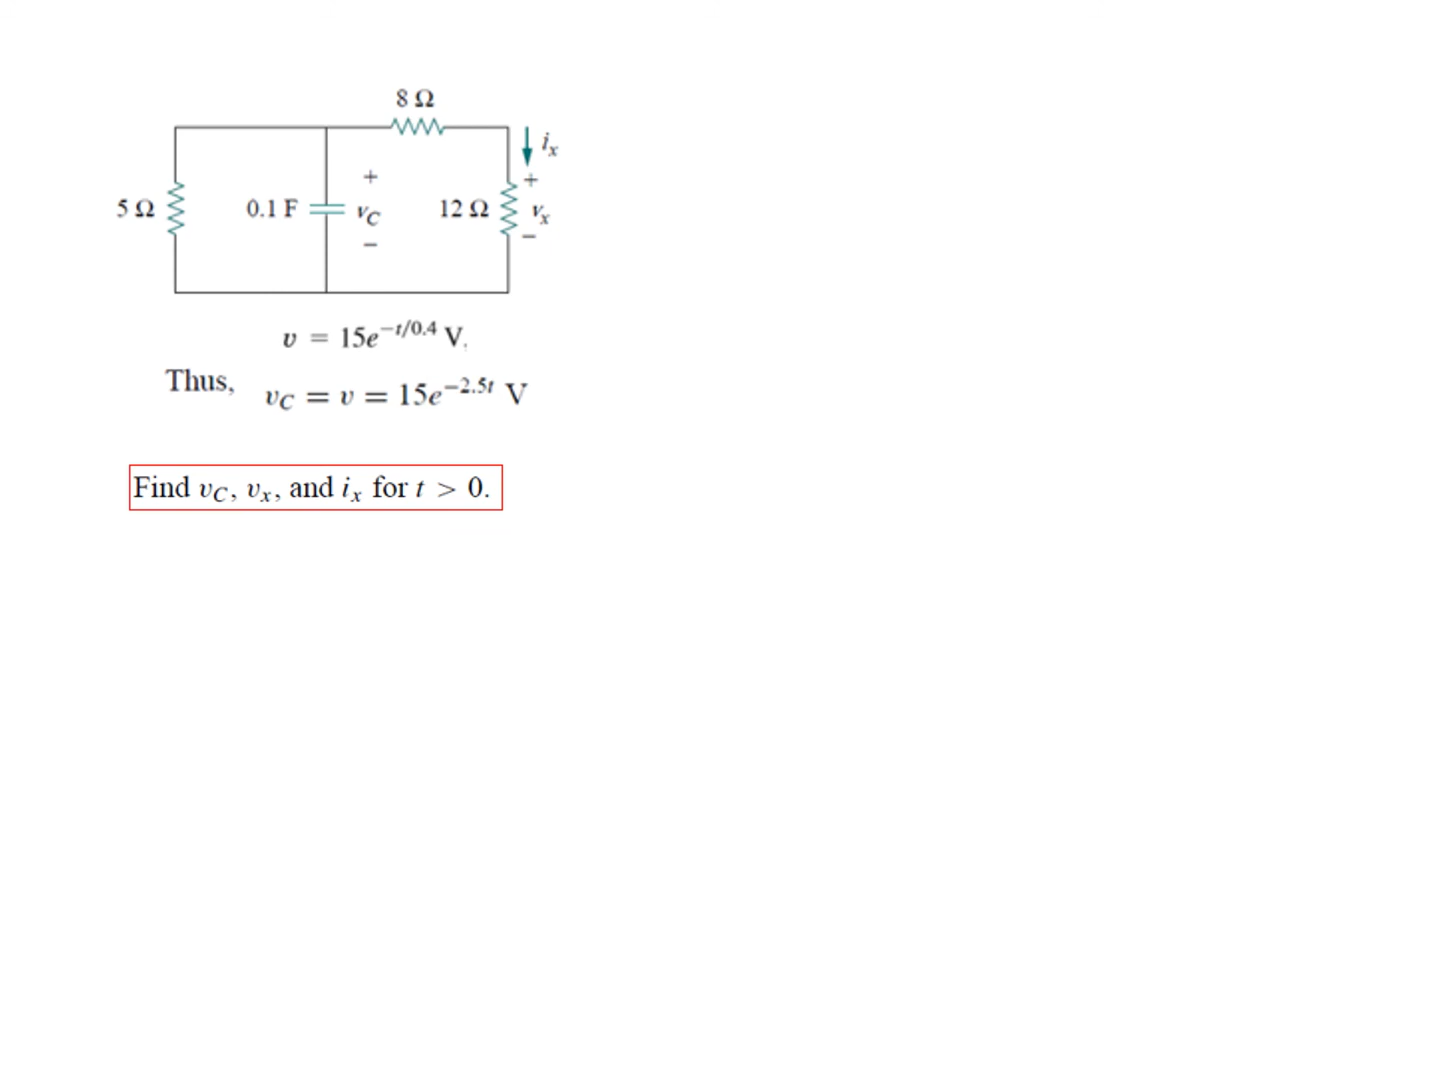 8 Ω
i_x
+
+
5 Ω
0.1 F
v_C
12 Ω
v_x
−
−
v = 15e^{−t/0.4} V.
Thus, v_C = v = 15e^{−2.5t} V
Find v_C, v_x, and i_x for t > 0.